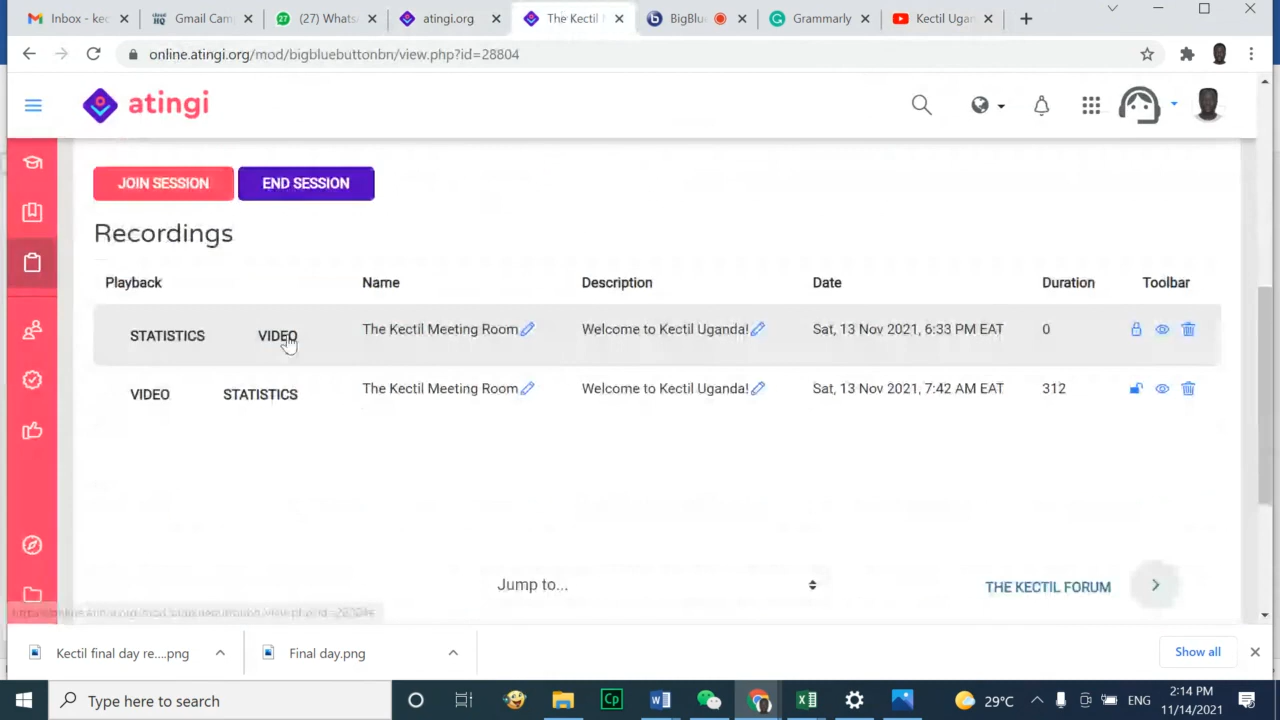 Inbox - kec
Gmail Cam
(27) Whats
atingi.org
The Kectil
BigBlu
Grammarly
Kectil Ugan
online.atingi.org/mod/bigbluebuttonbn/view.php?id=28804
atingi
JOIN SESSION
END SESSION
Recordings
Playback Name Description Date Duration Toolbar
STATISTICS VIDEO The Kectil Meeting Room Welcome to Kectil Uganda! Sat, 13 Nov 2021, 6:33 PM EAT 0
VIDEO STATISTICS The Kectil Meeting Room Welcome to Kectil Uganda! Sat, 13 Nov 2021, 7:42 AM EAT 312
Jump to...
THE KECTIL FORUM
Kectil final day re....png
Final day.png
Show all
Type here to search
Cp
29°C
ENG
2:14 PM
11/14/2021